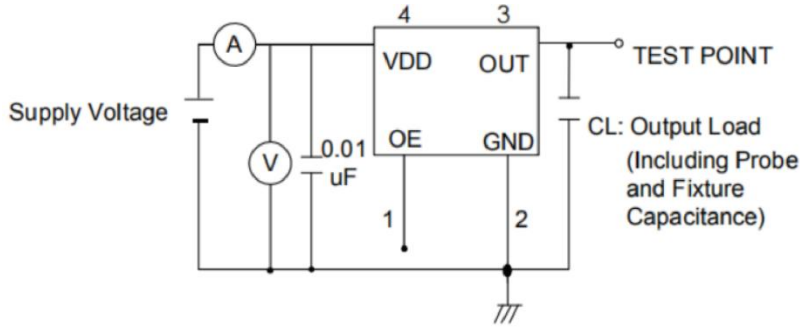 4
3
A
VDD
OUT
TEST POINT
Supply Voltage
V
0.01
uF
OE
GND
CL: Output Load
(Including Probe
and Fixture
Capacitance)
1
2